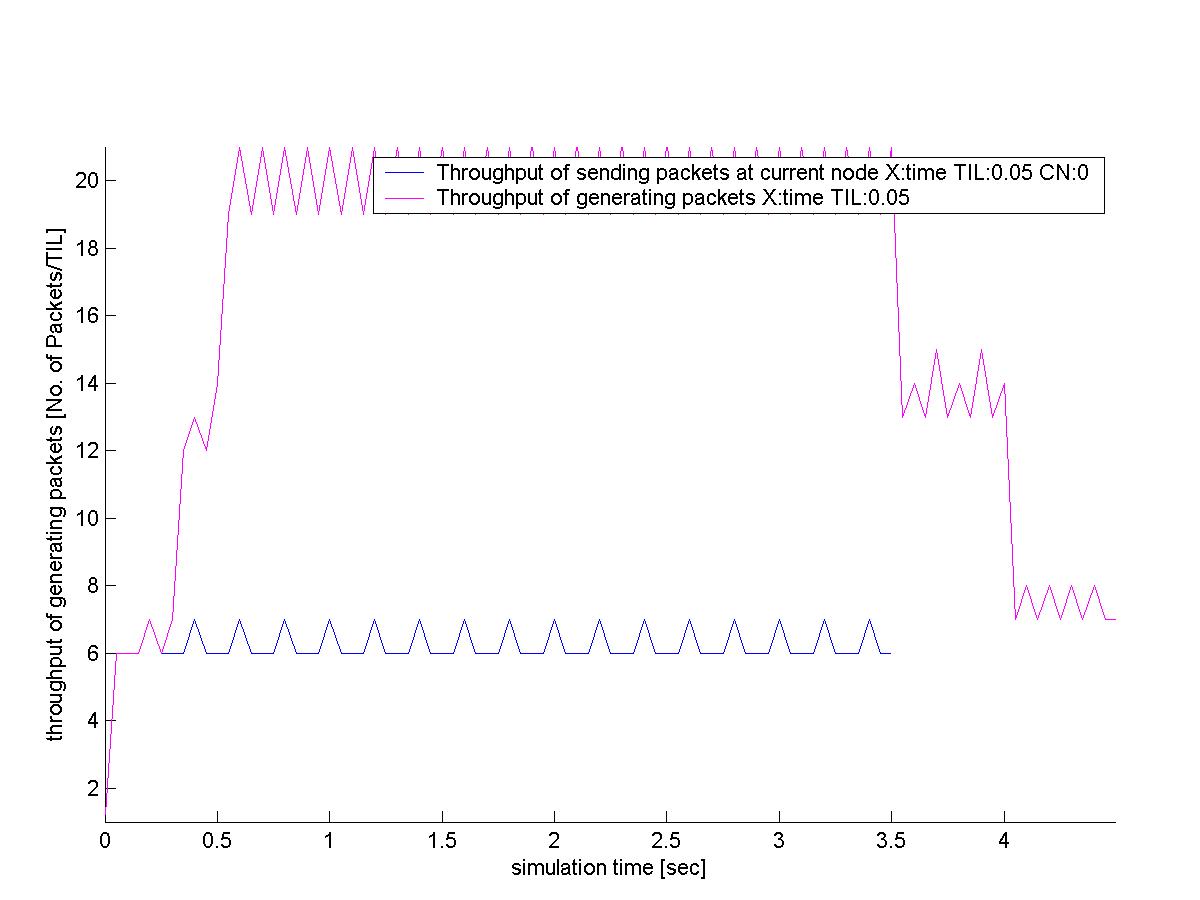 20
18
16
14
12
10
8
6
4
2
throughput of generating packets [No. of Packets/TIL]
Throughput of sending packets at current node X:time TIL:0.05 CN:0
Throughput of generating packets X:time TIL:0.05
0 0.5 1 1.5 2 2.5 3 3.5 4
simulation time [sec]